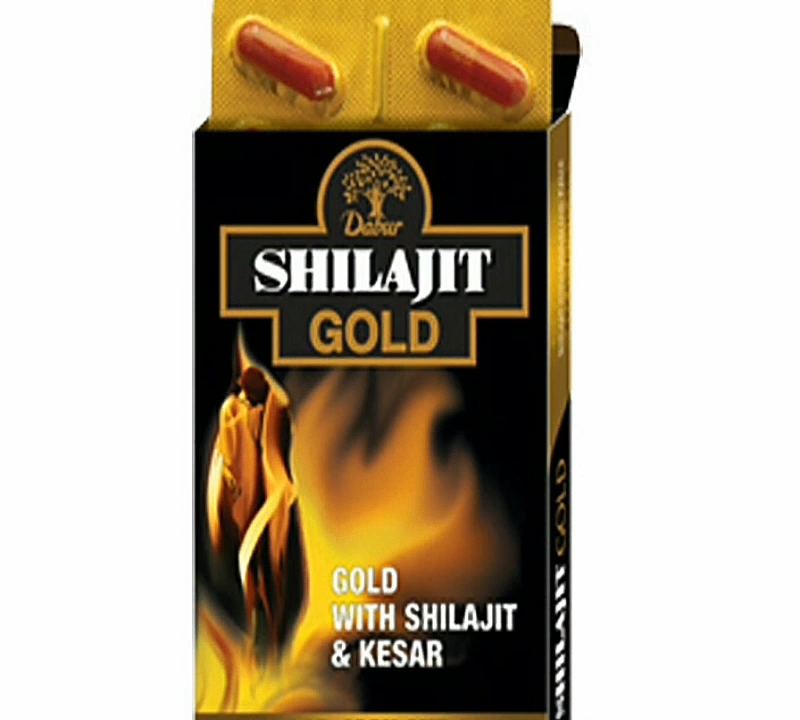 Dabur
SHILAJIT
GOLD
GOLD
WITH SHILAJIT
& KESAR
SHILAJIT GOLD